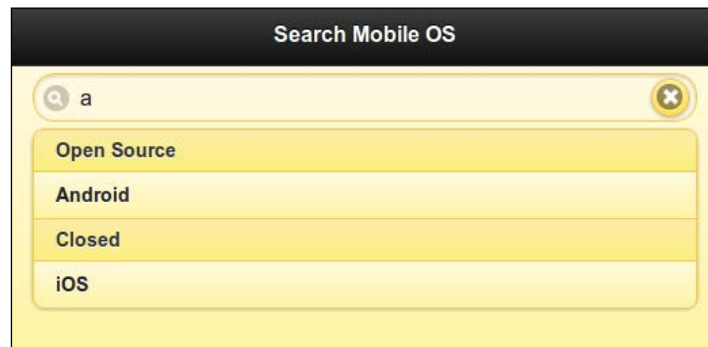 Search Mobile OS
a
Open Source
Android
Closed
iOS